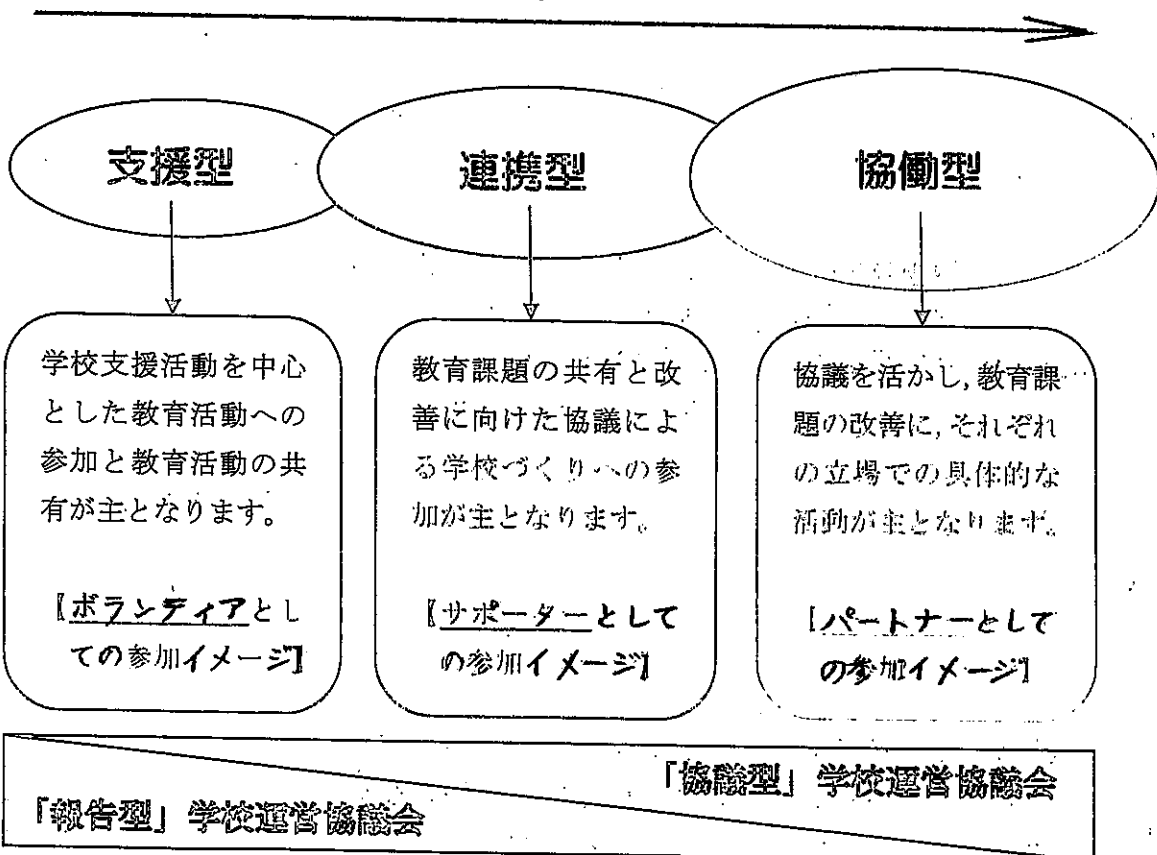 支援型
連携型
協働型
学校支援活動を中心
とした教育活動への
参加と教育活動の共
有が主となります。
【ボランティアとし
ての参加イメージ】
教育課題の共有と改
善に向けた協議によ
る学校づくりへの参
加が主となります。
【サポーターとして
の参加イメージ】
協議を活かし,教育課
題の改善に,それぞれ
の立場での具体的な
活動が主となります。
【パートナーとして
の参加イメージ】
「協議型」学校運営協議会
「報告型」学校運営協議会